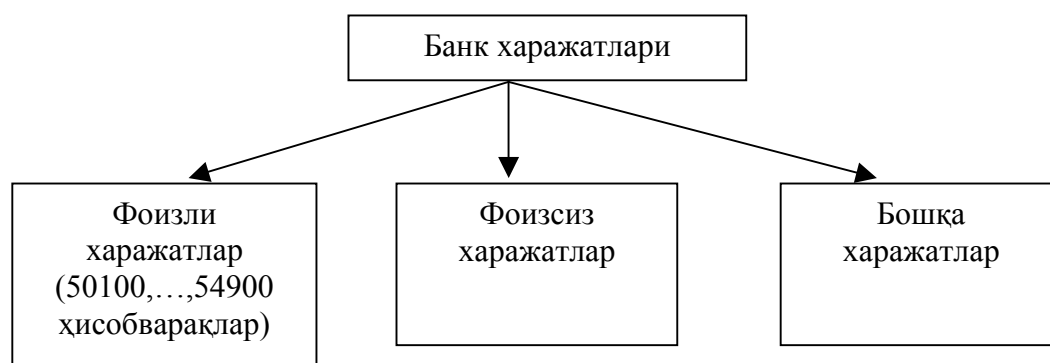 Банк харажатлари
Фоизли
харажатлар
(50100,…,54900
ҳисобварақлар)
Фоизсиз
харажатлар
Бошқа
харажатлар